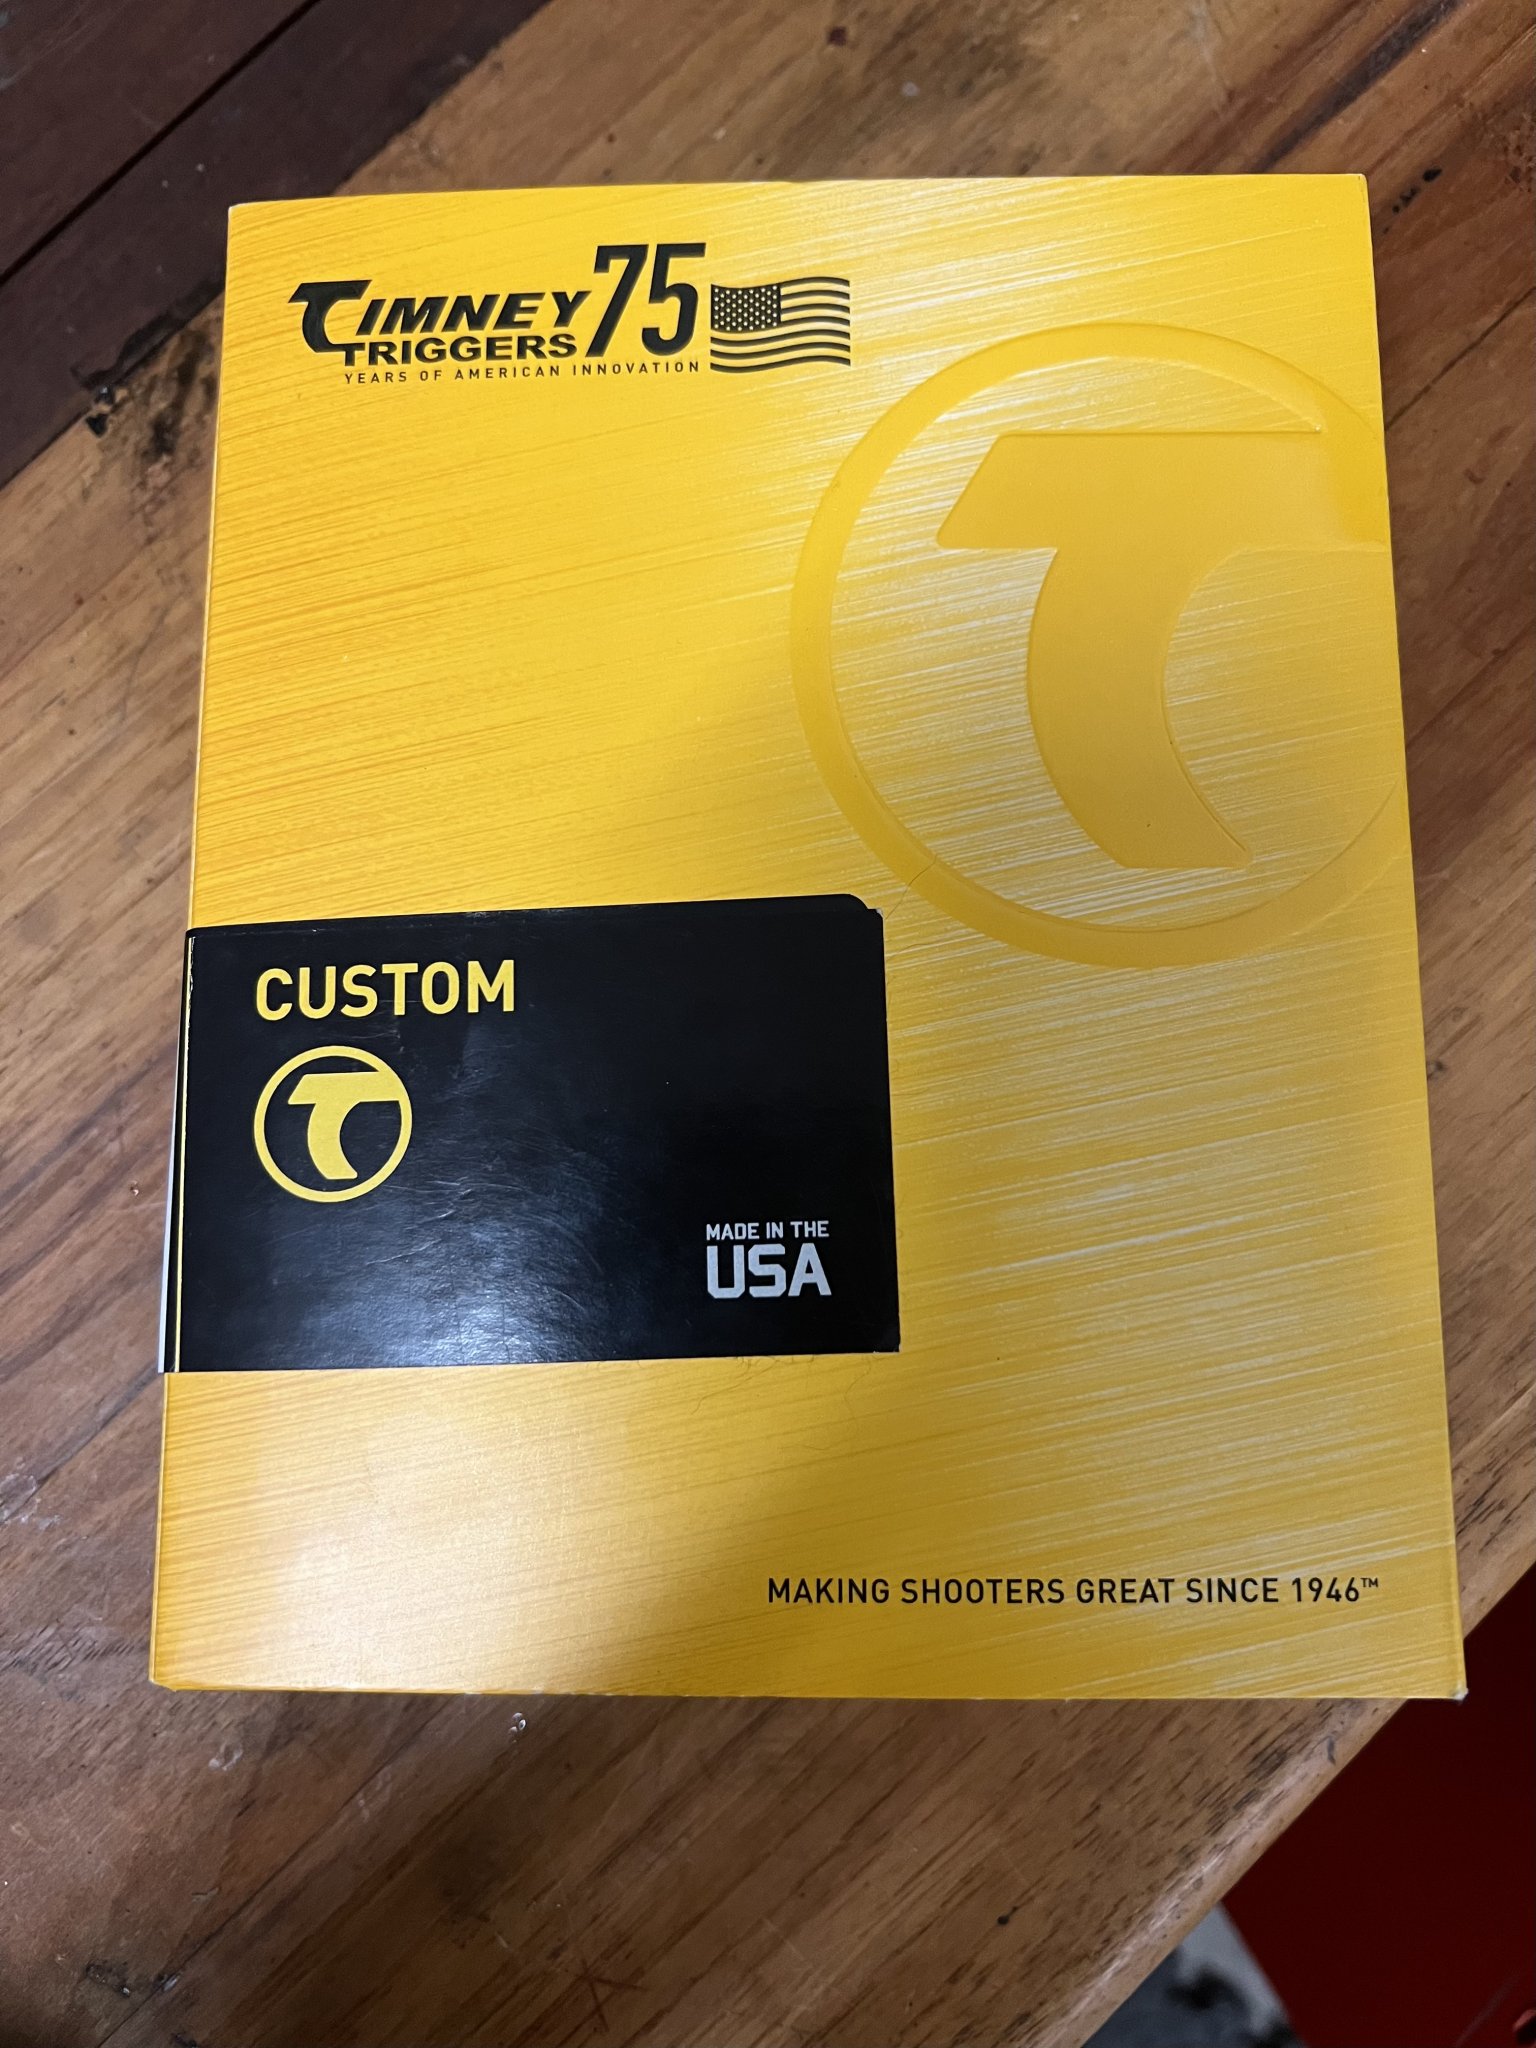 TIMNEY 75
TRIGGERS
YEARS OF AMERICAN INNOVATION
CUSTOM
MADE IN THE
USA
MAKING SHOOTERS GREAT SINCE 1946™